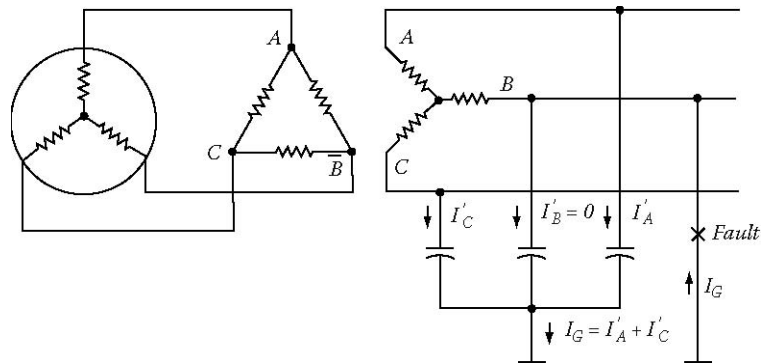 A
C
B
A
B
C
I'C
I'B = 0
I'A
Fault
IG
IG = I'A + I'C